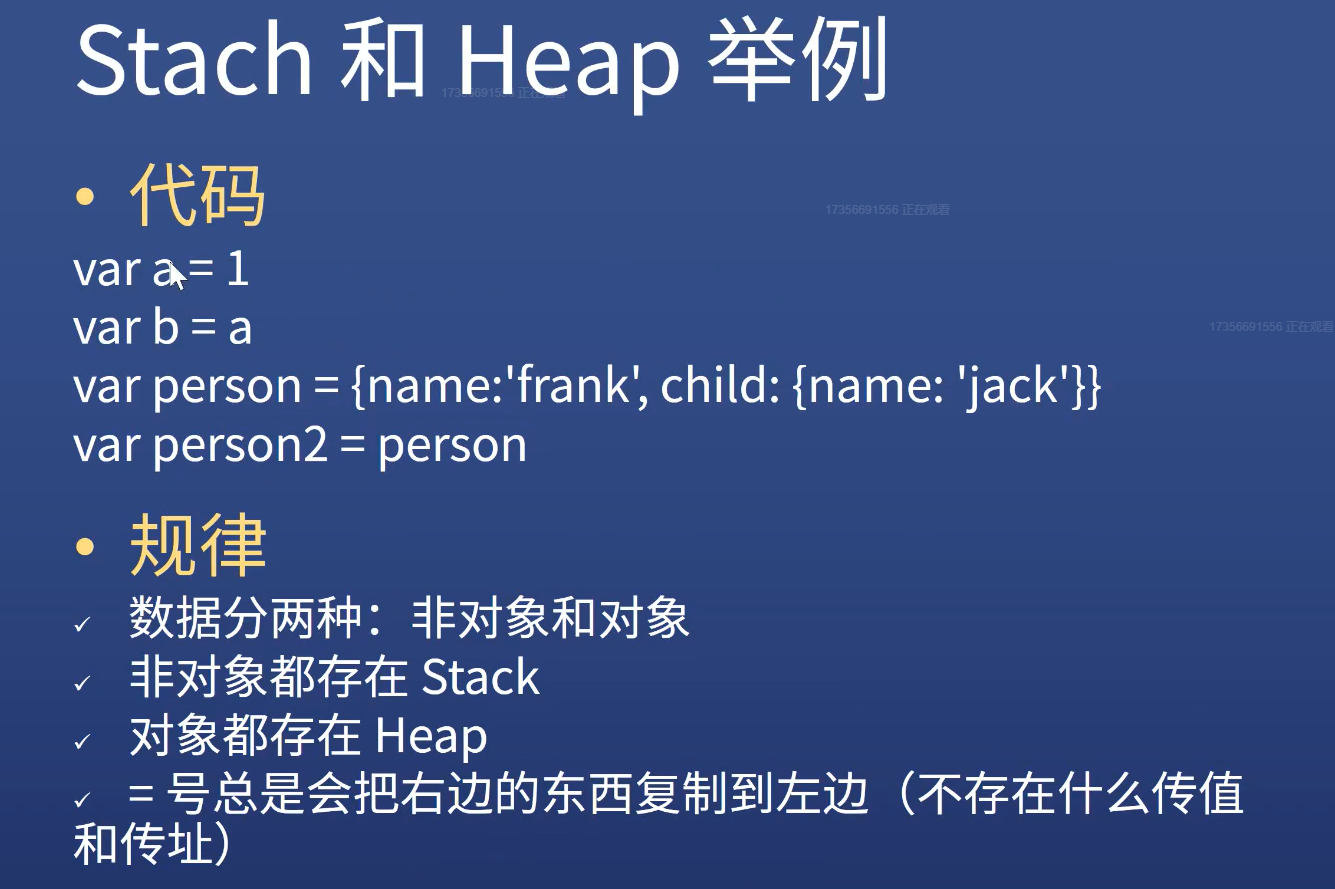 Stach 和 Heap 举例
17356691556 正在观看
• 代码
17356691556 正在观看
var a = 1
var b = a
17356691556 正在观看
var person = {name:'frank', child: {name: 'jack'}}
var person2 = person
• 规律
✓ 数据分两种：非对象和对象
✓ 非对象都存在 Stack
✓ 对象都存在 Heap
✓ = 号总是会把右边的东西复制到左边（不存在什么传值
和传址）